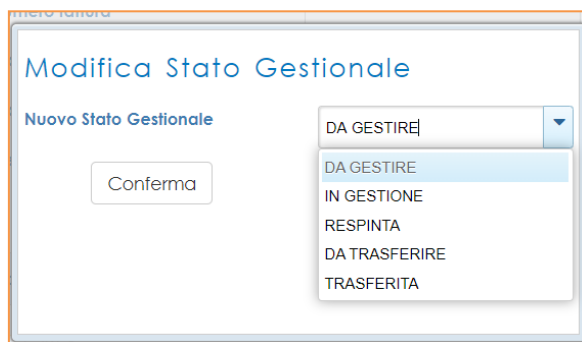 Modifica Stato Gestionale
Nuovo Stato Gestionale
DA GESTIRE
Conferma
DA GESTIRE
IN GESTIONE
RESPINTA
DA TRASFERIRE
TRASFERITA